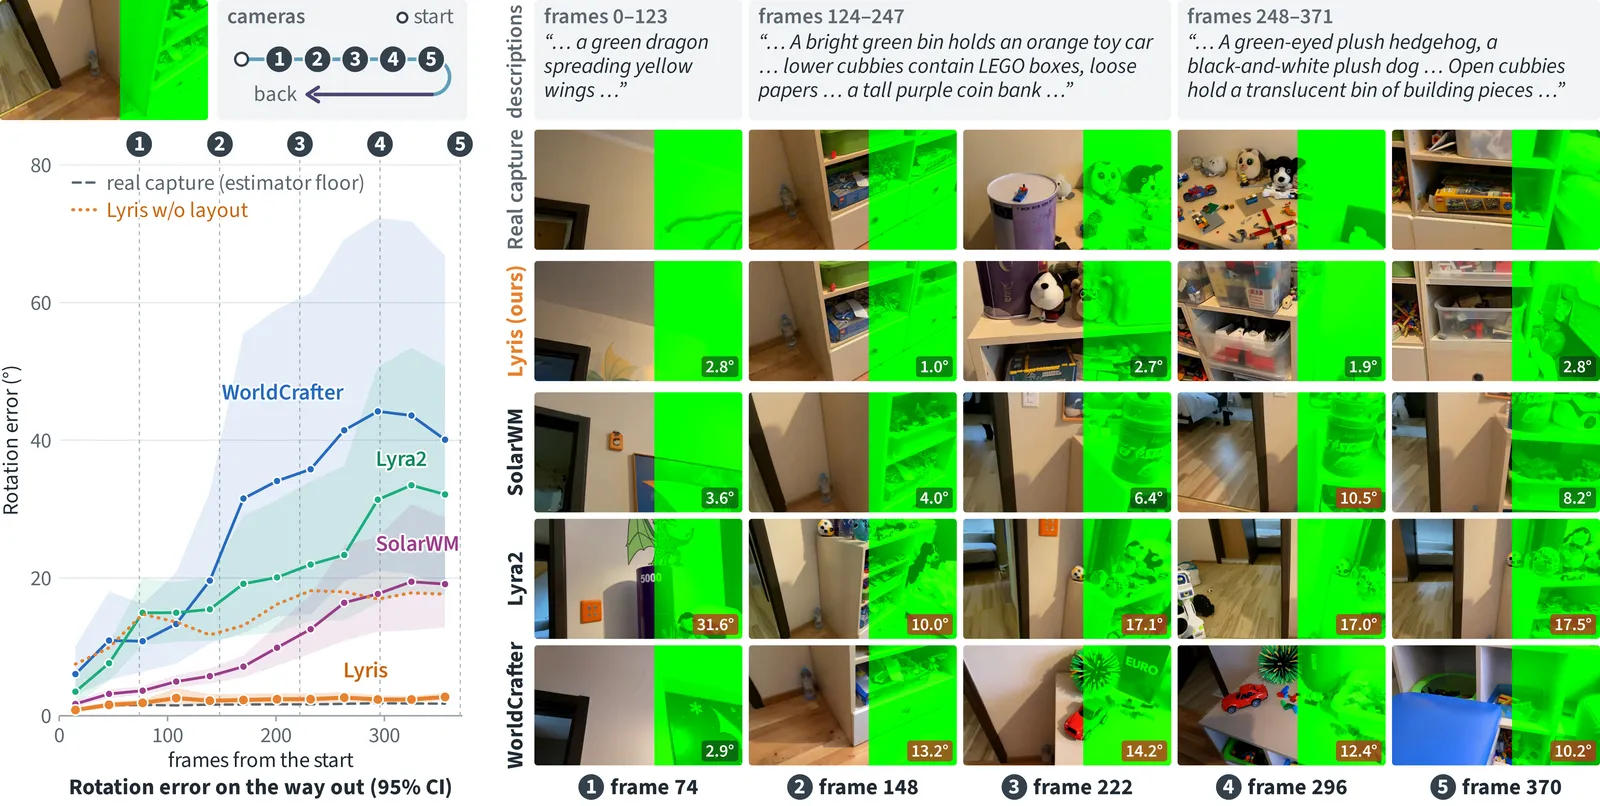 cameras
start
1 2 3 4 5
back
1 2 3 4 5
80
60
40
20
0
Rotation error (°)
real capture (estimator floor)
Lyris w/o layout
WorldCrafter
Lyra2
SolarWM
Lyris
0 100 200 300
frames from the start
Rotation error on the way out (95% CI)
descriptions
frames 0–123
“… a green dragon
spreading yellow
wings …”
frames 124–247
“… A bright green bin holds an orange toy car
… lower cubbies contain LEGO boxes, loose
papers … a tall purple coin bank …”
frames 248–371
“… A green-eyed plush hedgehog, a
black-and-white plush dog … Open cubbies
hold a translucent bin of building pieces …”
Real capture
Lyris (ours)
2.8° 1.0° 2.7° 1.9° 2.8°
SolarWM
3.6° 4.0° 6.4° 10.5° 8.2°
Lyra2
5000
31.6° 10.0° 17.1° 17.0° 17.5°
WorldCrafter
EURO
2.9° 13.2° 14.2° 12.4° 10.2°
1 frame 74
2 frame 148
3 frame 222
4 frame 296
5 frame 370